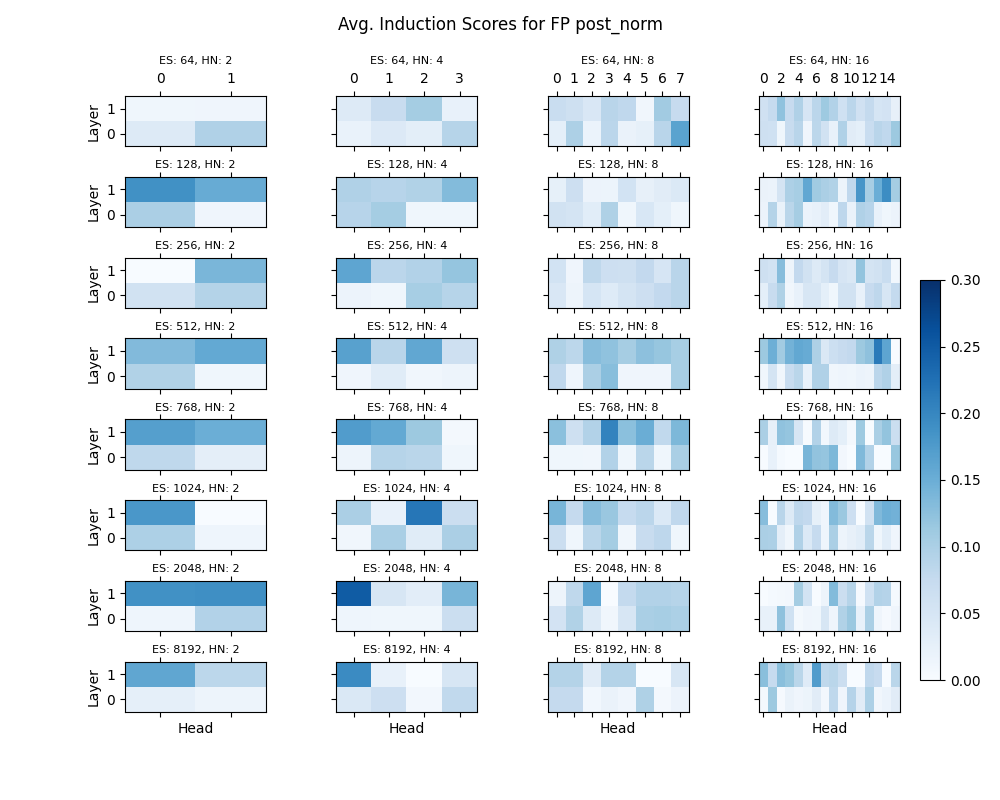 Avg. Induction Scores for FP post_norm
ES: 64, HN: 2 ES: 64, HN: 4 ES: 64, HN: 8 ES: 64, HN: 16
0 1 0 1 2 3 0 1 2 3 4 5 6 7 0 2 4 6 8 10 12 14
Layer 1 0
ES: 128, HN: 2 ES: 128, HN: 4 ES: 128, HN: 8 ES: 128, HN: 16
Layer 1 0
ES: 256, HN: 2 ES: 256, HN: 4 ES: 256, HN: 8 ES: 256, HN: 16
Layer 1 0
ES: 512, HN: 2 ES: 512, HN: 4 ES: 512, HN: 8 ES: 512, HN: 16
Layer 1 0
ES: 768, HN: 2 ES: 768, HN: 4 ES: 768, HN: 8 ES: 768, HN: 16
Layer 1 0
ES: 1024, HN: 2 ES: 1024, HN: 4 ES: 1024, HN: 8 ES: 1024, HN: 16
Layer 1 0
ES: 2048, HN: 2 ES: 2048, HN: 4 ES: 2048, HN: 8 ES: 2048, HN: 16
Layer 1 0
ES: 8192, HN: 2 ES: 8192, HN: 4 ES: 8192, HN: 8 ES: 8192, HN: 16
Layer 1 0
Head Head Head Head
0.30
0.25
0.20
0.15
0.10
0.05
0.00